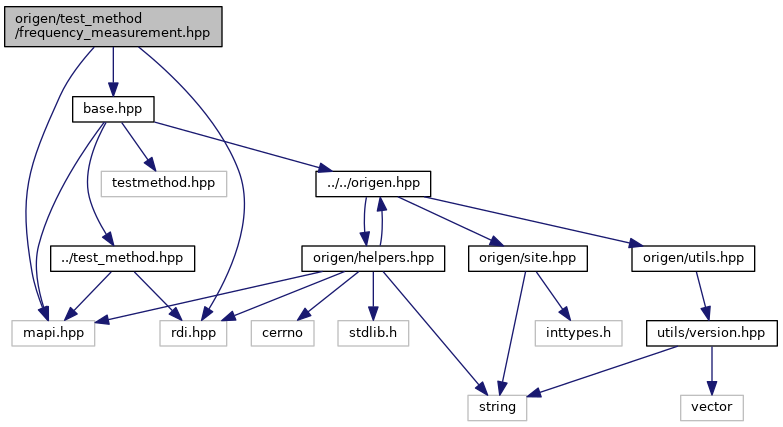 origen/test_method
/frequency_measurement.hpp
base.hpp
testmethod.hpp
../../origen.hpp
../test_method.hpp
origen/helpers.hpp
origen/site.hpp
origen/utils.hpp
mapi.hpp
rdi.hpp
cerrno
stdlib.h
inttypes.h
utils/version.hpp
string
vector